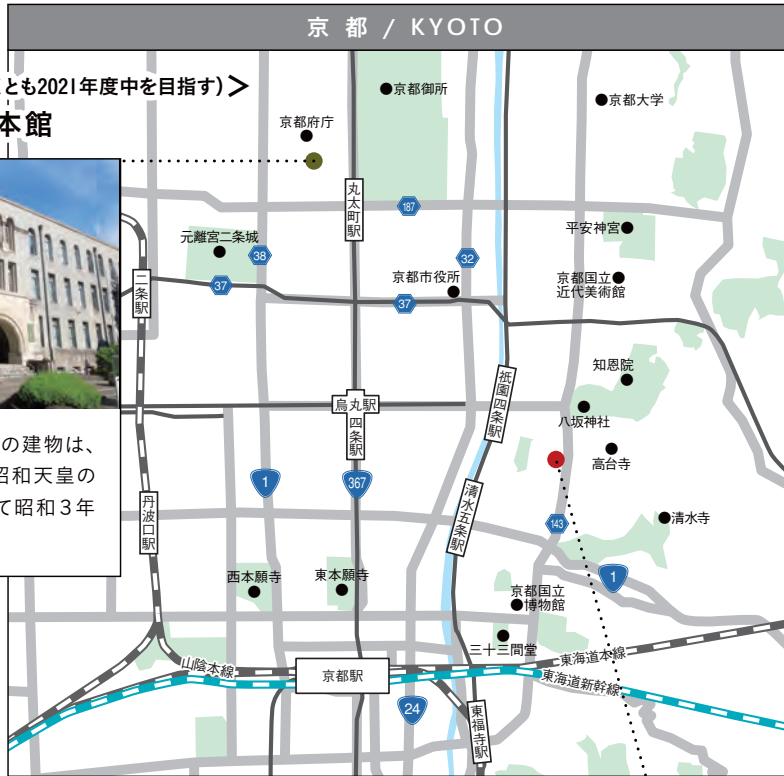 京都 / KYOTO
とも2021年度中を目指す)＞
本館
京都御所
京都大学
京都府庁
丸太町駅
187
元離宮二条城
38
32
平安神宮
37
京都市役所
京都国立
近代美術館
二条駅
37
知恩院
祇園四条駅
烏丸駅
四条駅
八坂神社
の建物は、
昭和天皇の
て昭和３年
高台寺
1
367
清水五条駅
丹波口駅
143
清水寺
1
西本願寺
東本願寺
京都国立
博物館
三十三間堂
山陰本線
京都駅
東海道本線
東海道新幹線
24
東福寺駅